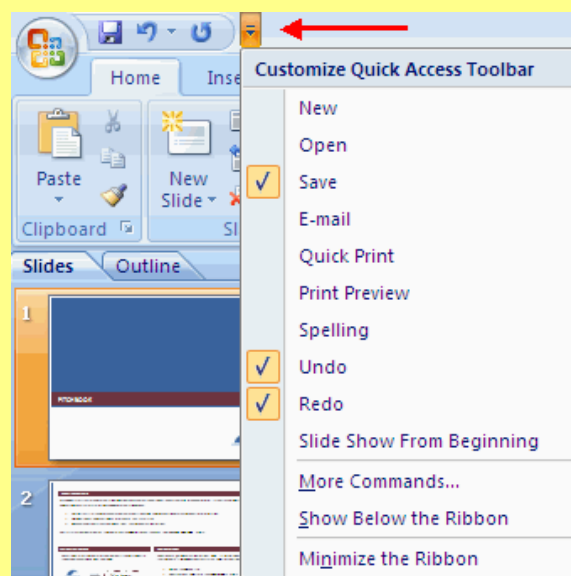 Home Inse
Customize Quick Access Toolbar
New
Open
Save
E-mail
Quick Print
Print Preview
Spelling
Undo
Redo
Slide Show From Beginning
More Commands...
Show Below the Ribbon
Minimize the Ribbon
Paste
New
Slide
Clipboard Sl
Slides Outline
1
PITCHBOOK
2